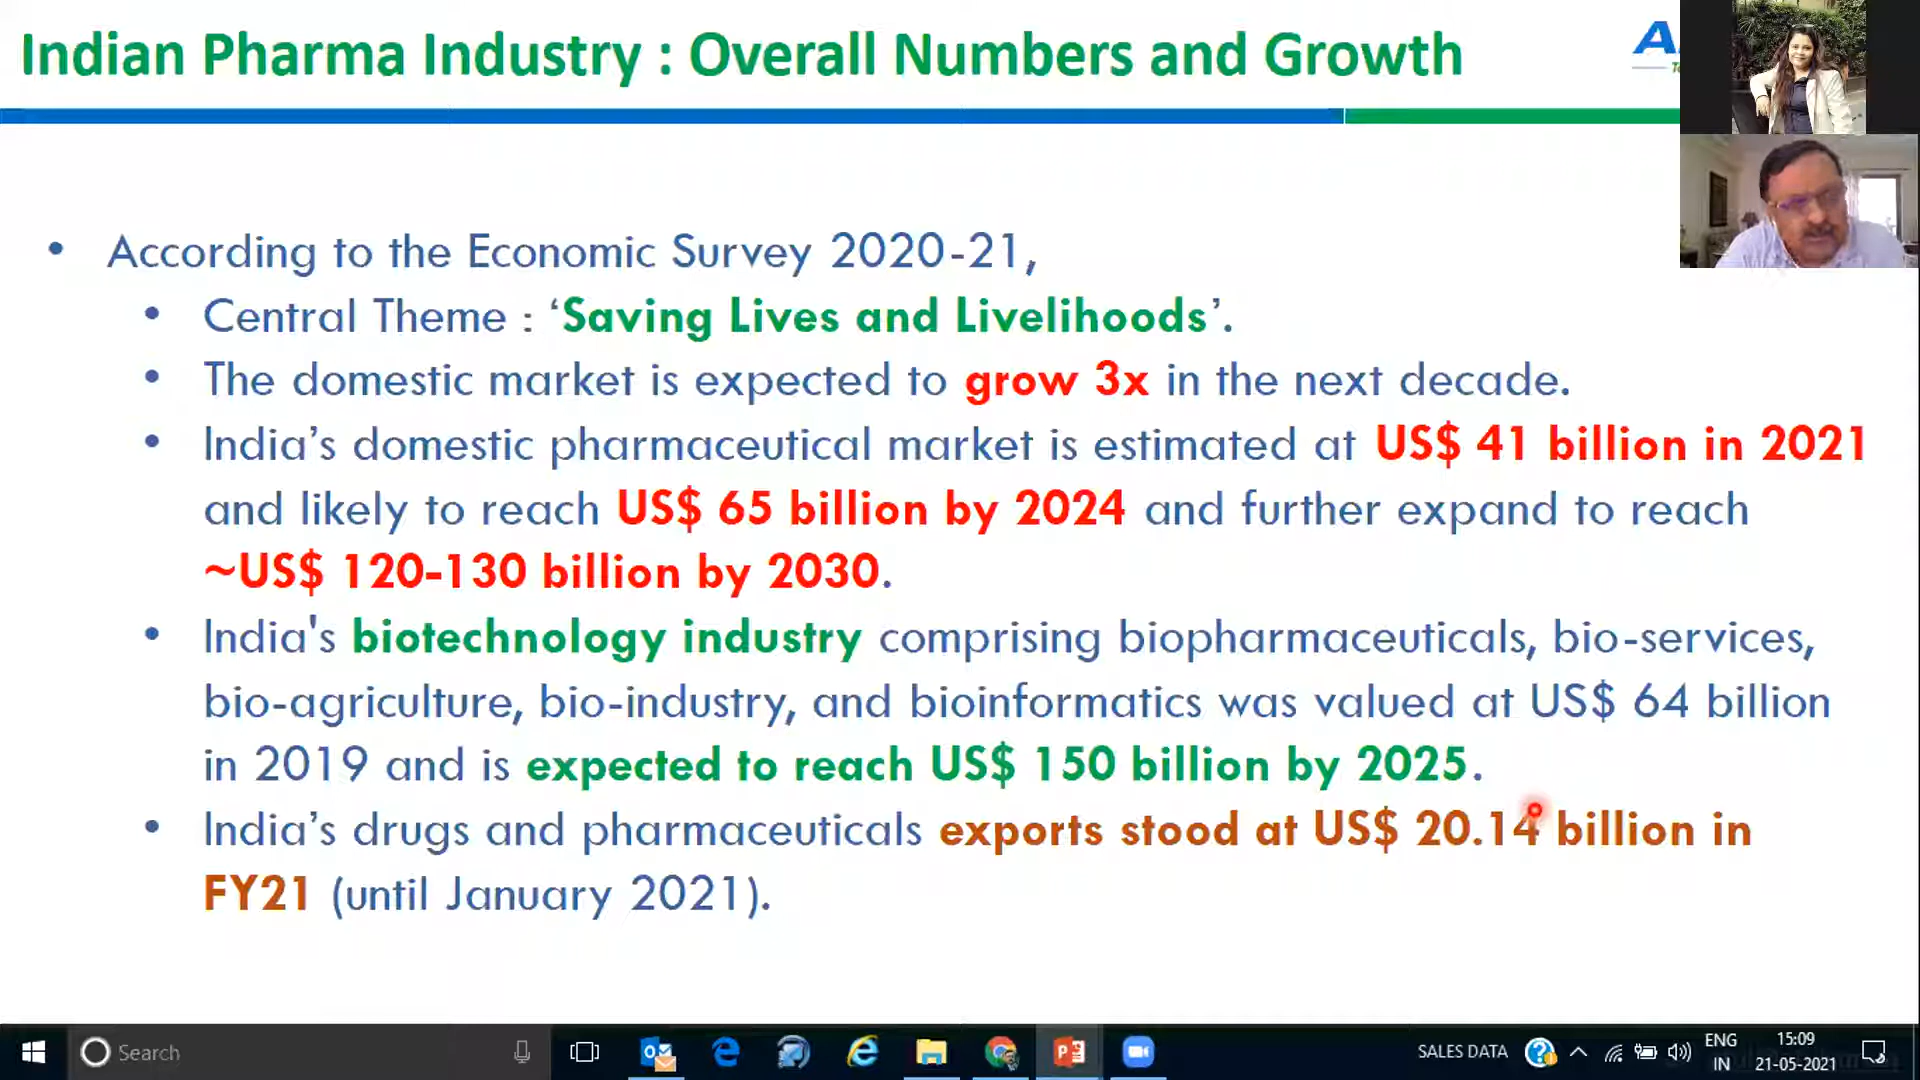 Indian Pharma Industry : Overall Numbers and Growth
• According to the Economic Survey 2020-21,
• Central Theme : ‘Saving Lives and Livelihoods’.
• The domestic market is expected to grow 3x in the next decade.
• India’s domestic pharmaceutical market is estimated at US$ 41 billion in 2021
and likely to reach US$ 65 billion by 2024 and further expand to reach
~US$ 120-130 billion by 2030.
• India's biotechnology industry comprising biopharmaceuticals, bio-services,
bio-agriculture, bio-industry, and bioinformatics was valued at US$ 64 billion
in 2019 and is expected to reach US$ 150 billion by 2025.
• India’s drugs and pharmaceuticals exports stood at US$ 20.14 billion in
FY21 (until January 2021).
Search
SALES DATA
ENG
IN
15:09
21-05-2021